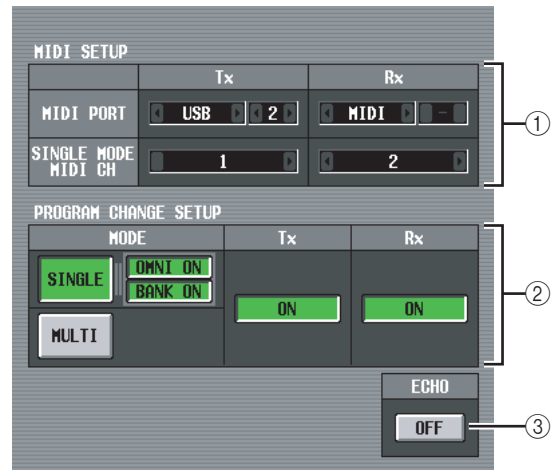 MIDI SETUP
Tx Rx
MIDI PORT USB 2 MIDI - ①
SINGLE MODE MIDI CH 1 2
PROGRAM CHANGE SETUP
MODE Tx Rx
SINGLE OMNI ON
BANK ON
ON ON ②
MULTI
ECHO
OFF ③